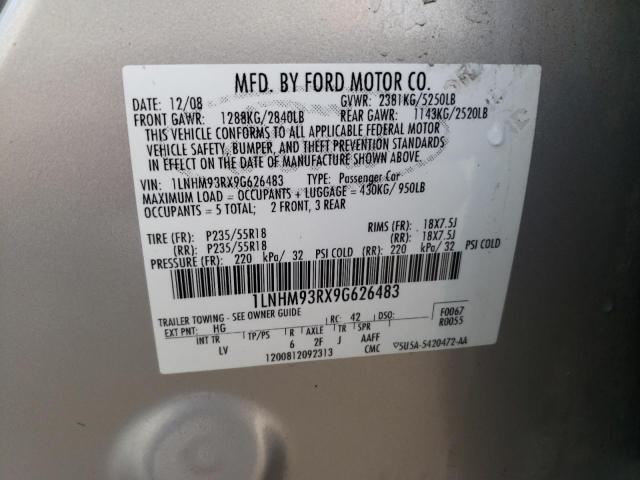 MFD. BY FORD MOTOR CO.
DATE: 12/08 GVWR: 2381KG/5250LB
FRONT GAWR: 1288KG/2840LB REAR GAWR: 1143KG/2520LB
THIS VEHICLE CONFORMS TO ALL APPLICABLE FEDERAL MOTOR
VEHICLE SAFETY, BUMPER, AND THEFT PREVENTION STANDARDS
IN EFFECT ON THE DATE OF MANUFACTURE SHOWN ABOVE.
VIN: 1LNHM93RX9G626483 TYPE: Passenger Car
MAXIMUM LOAD = OCCUPANTS + LUGGAGE = 430KG/ 950LB
OCCUPANTS = 5 TOTAL; 2 FRONT, 3 REAR
TIRE (FR): P235/55R18 RIMS (FR): 18X7.5J
(RR): P235/55R18 (RR): 18X7.5J
PRESSURE (FR): 220 kPa/ 32 PSI COLD (RR): 220 kPa/ 32 PSI COLD
1LNHM93RX9G626483
TRAILER TOWING - SEE OWNER GUIDE
EXT PNT: HG RC: 42 DSO: F0067
R0055
INT TR TP/PS R AXLE TR SPR
LV 6 2F J AAFF
1200812092313 CMC 5U5A-5420472-AA